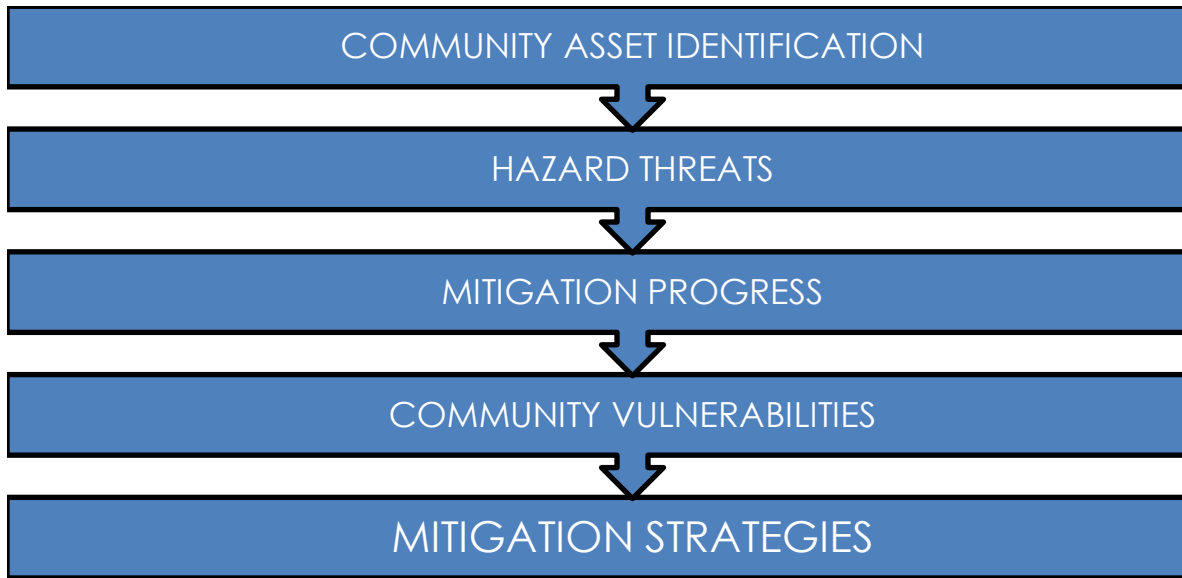 COMMUNITY ASSET IDENTIFICATION
HAZARD THREATS
MITIGATION PROGRESS
COMMUNITY VULNERABILITIES
MITIGATION STRATEGIES